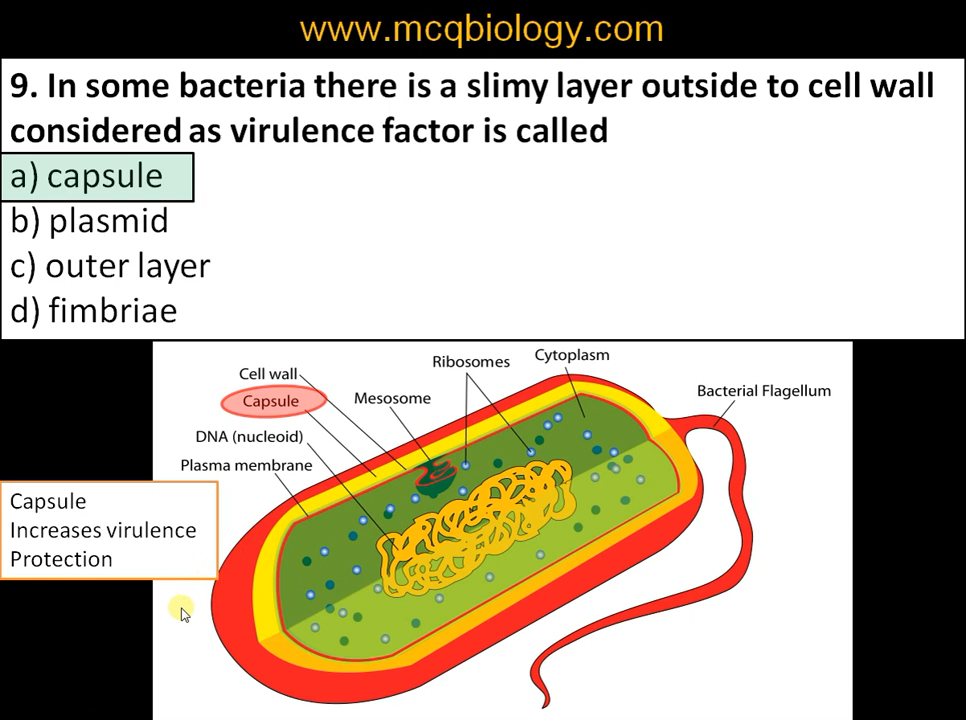 www.mcqbiology.com
9. In some bacteria there is a slimy layer outside to cell wall
considered as virulence factor is called
a) capsule
b) plasmid
c) outer layer
d) fimbriae
Cell wall
Capsule
Mesosome
Ribosomes
Cytoplasm
Bacterial Flagellum
DNA (nucleoid)
Plasma membrane
Capsule
Increases virulence
Protection